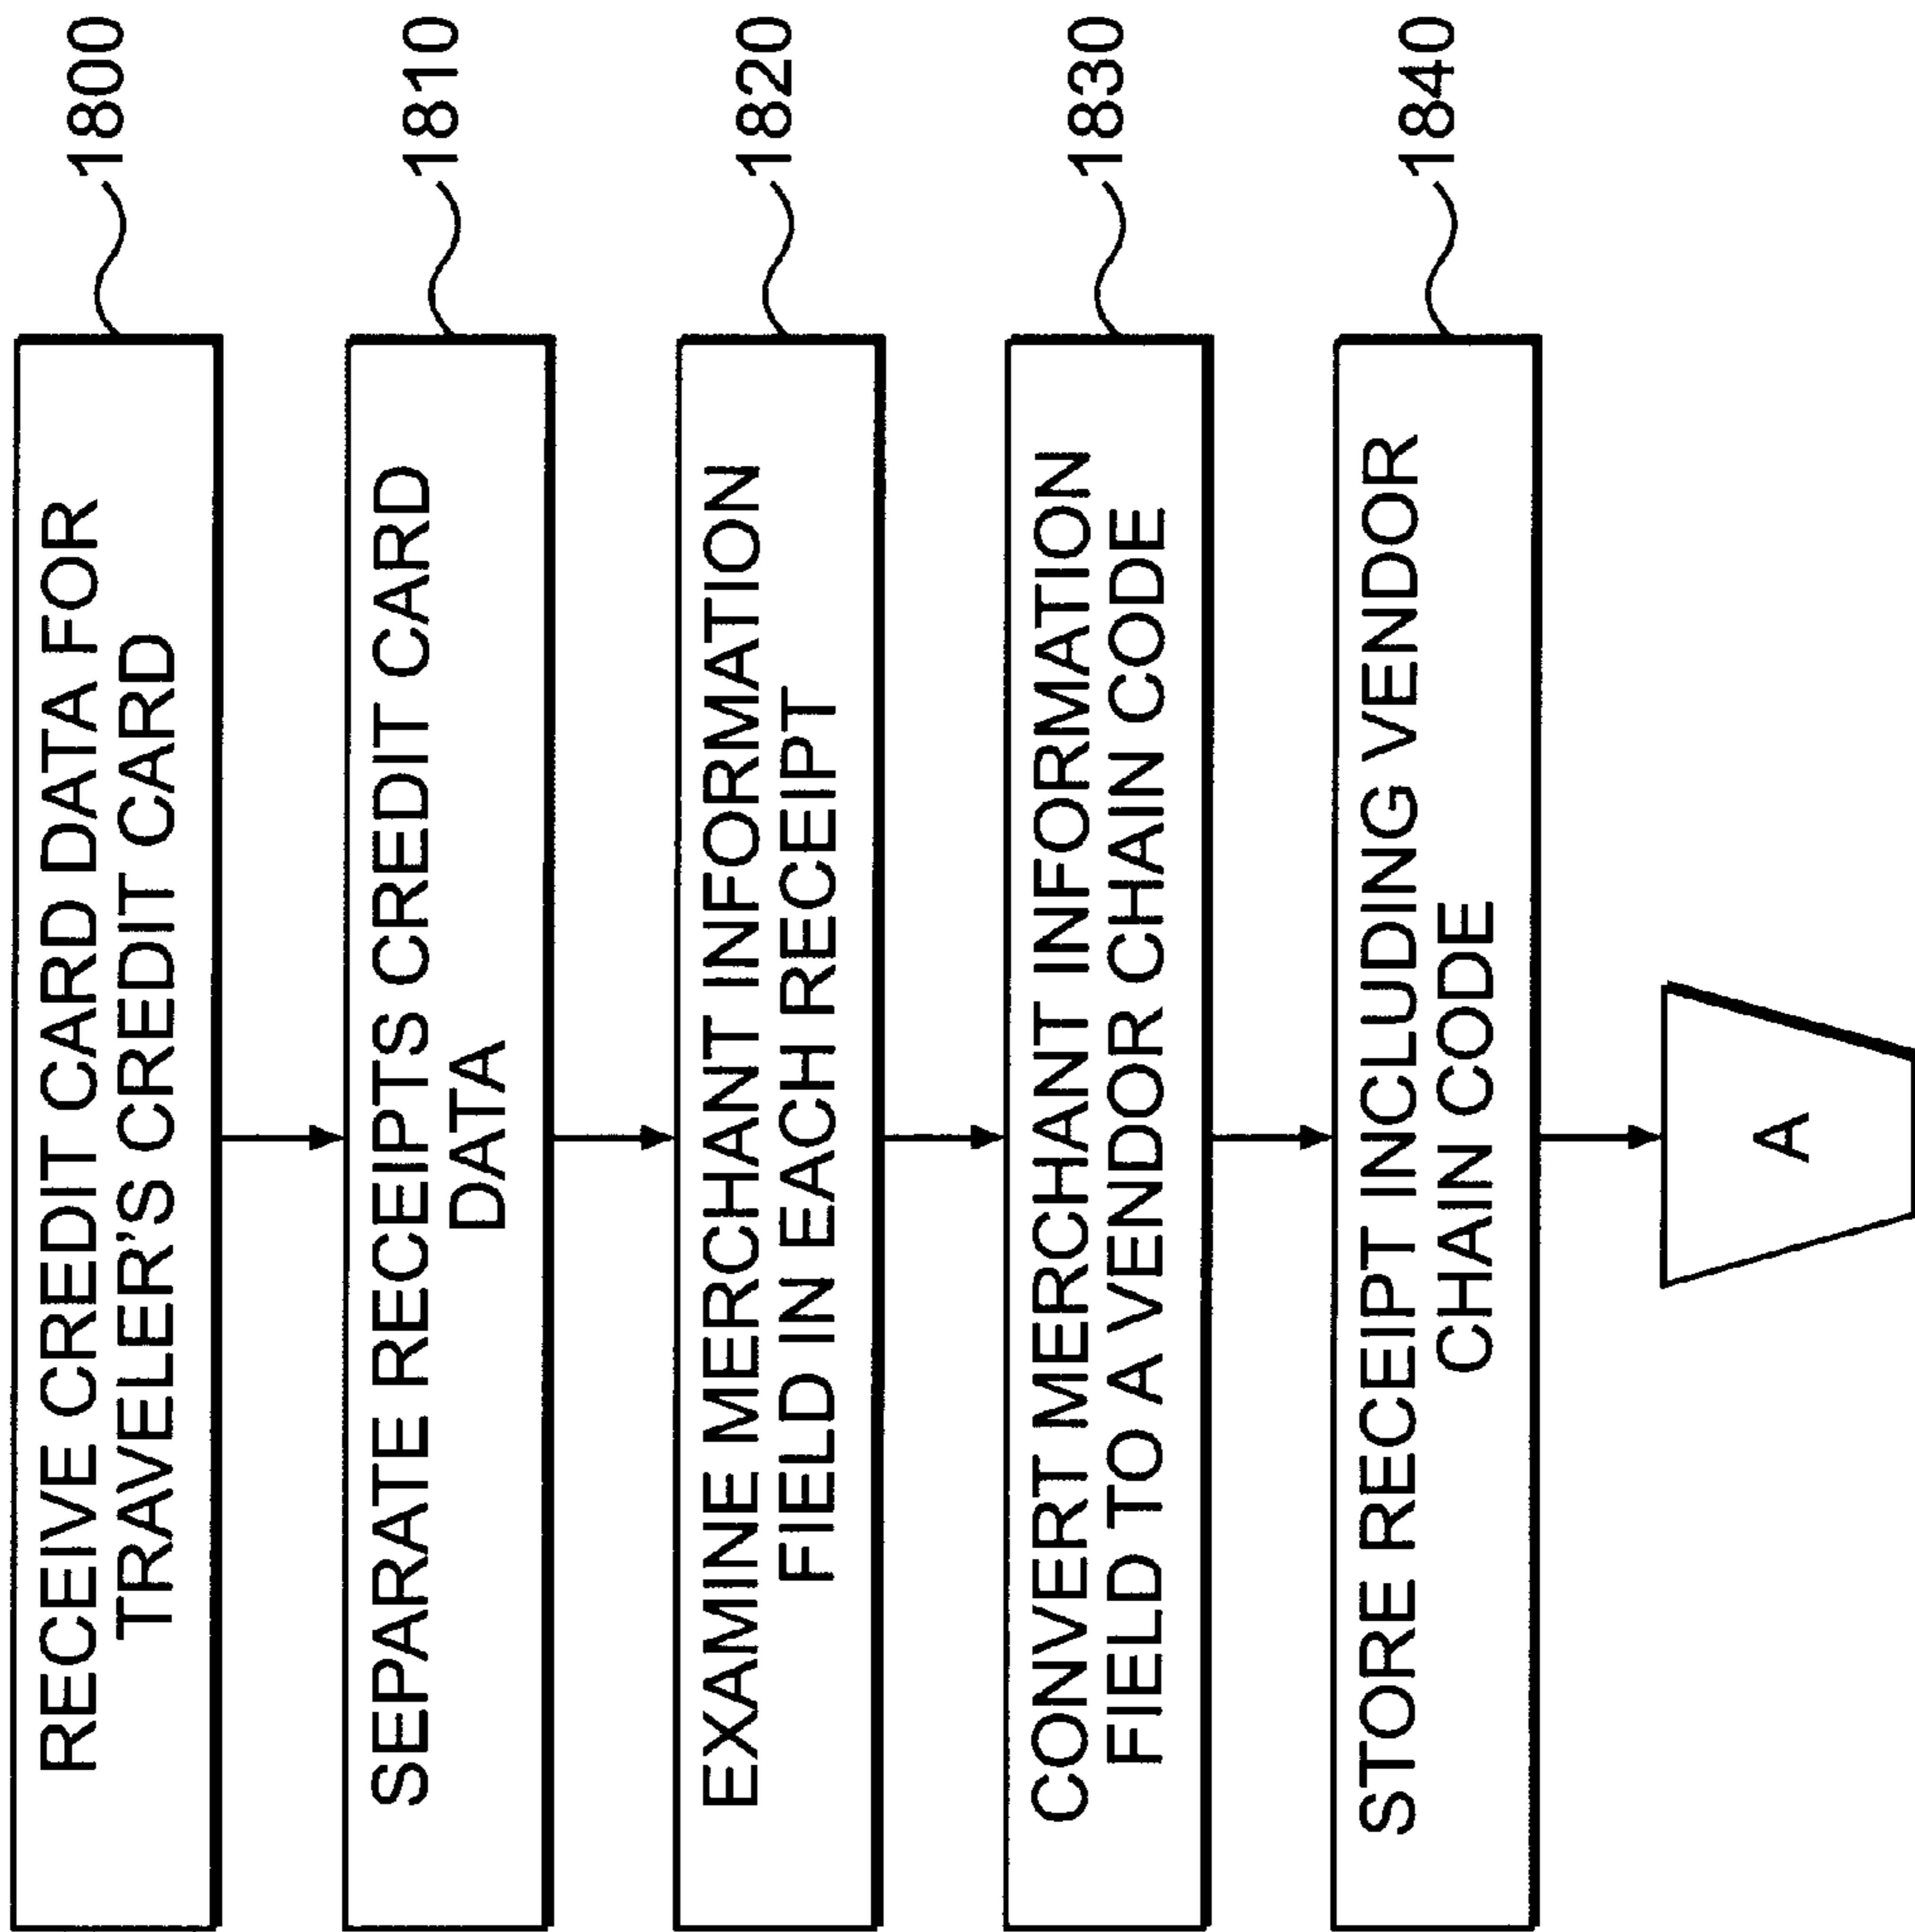 RECEIVE CREDIT CARD DATA FOR
TRAVELER'S CREDIT CARD
1800
SEPARATE RECEIPTS CREDIT CARD
DATA
1810
EXAMINE MERCHANT INFORMATION
FIELD IN EACH RECEIPT
1820
CONVERT MERCHANT INFORMATION
FIELD TO A VENDOR CHAIN CODE
1830
STORE RECEIPT INCLUDING VENDOR
CHAIN CODE
1840
A